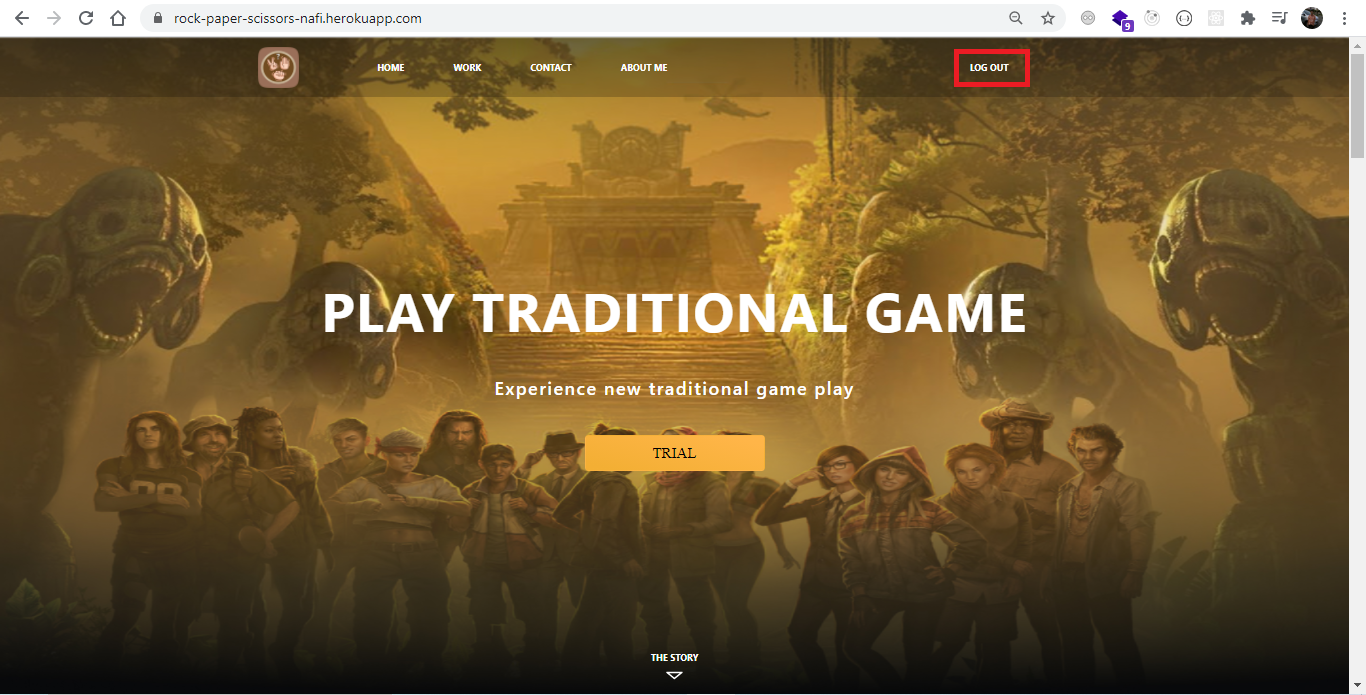 rock-paper-scissors-nafi.herokuapp.com
9
HOME WORK CONTACT ABOUT ME LOG OUT
PLAY TRADITIONAL GAME
Experience new traditional game play
TRIAL
THE STORY